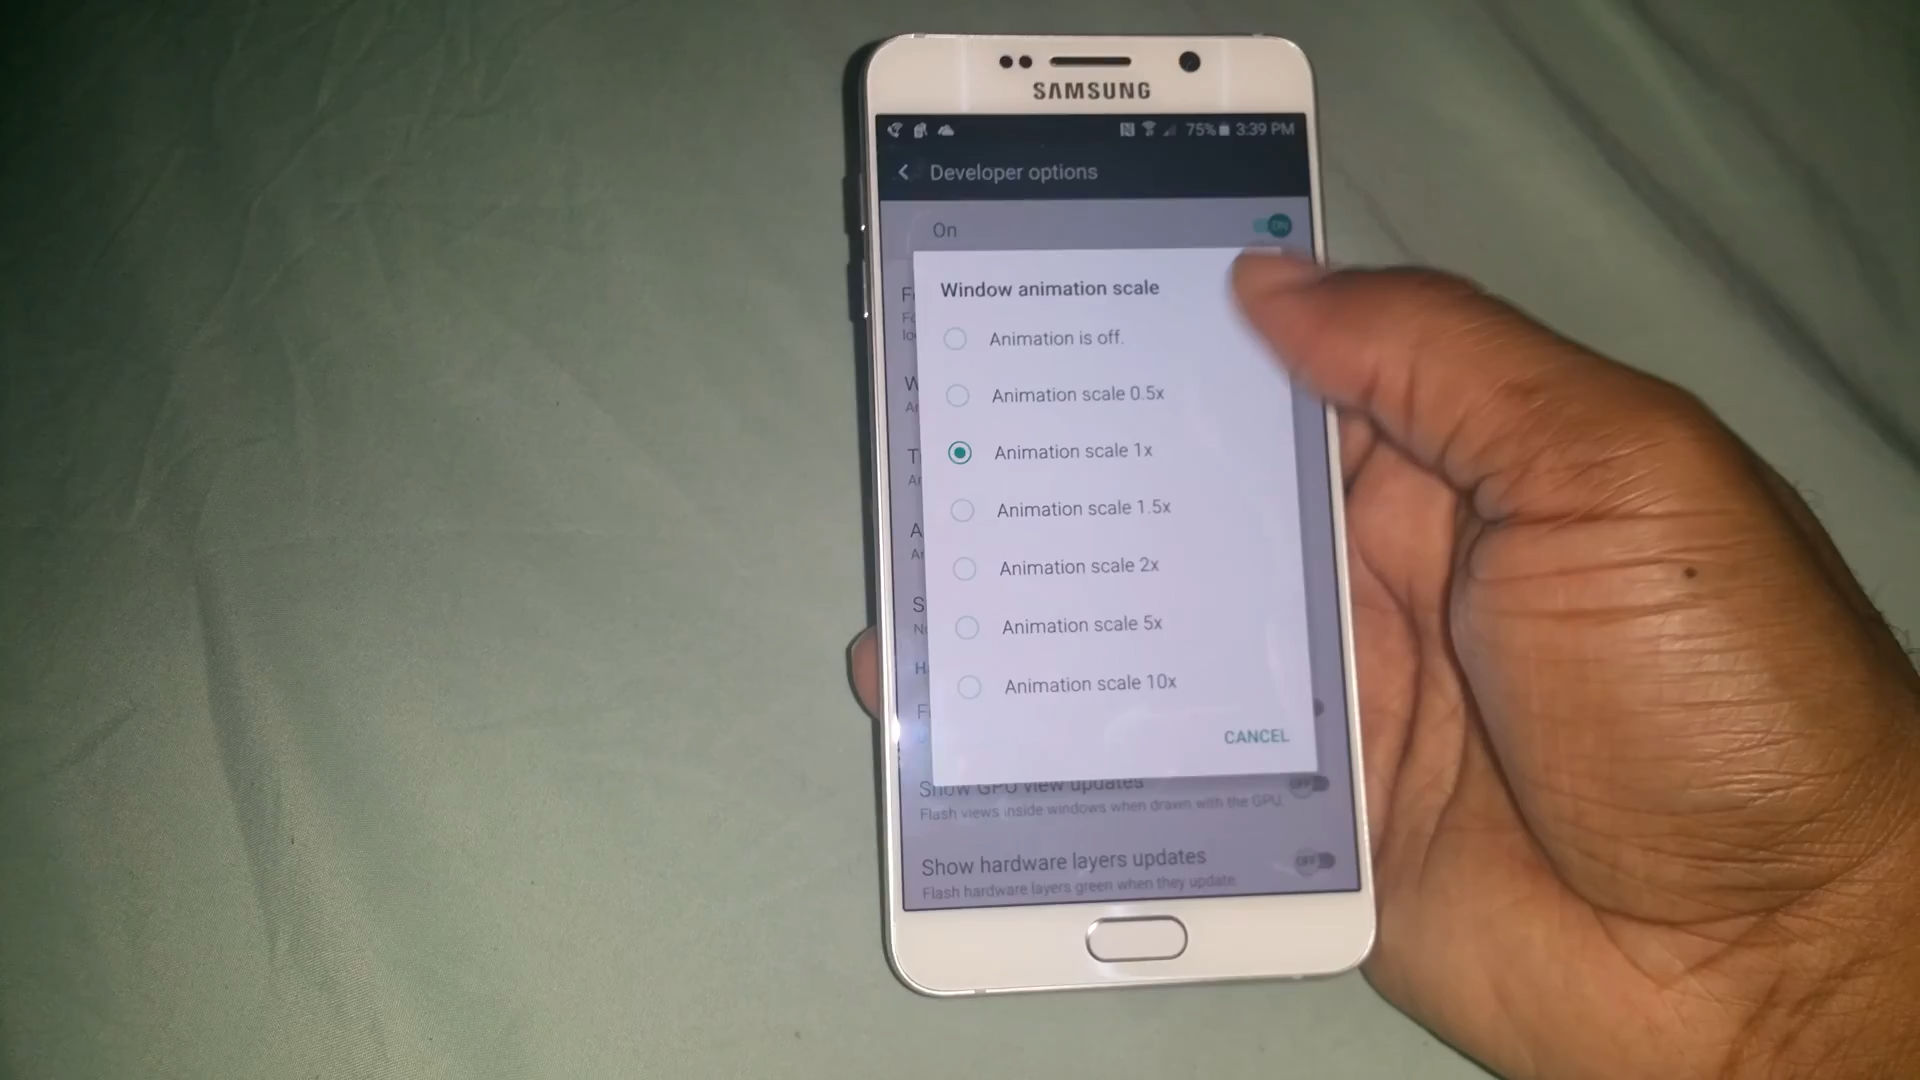 SAMSUNG
75% 3:39 PM
Developer options
On
ON
Window animation scale
Animation is off.
Animation scale 0.5x
Animation scale 1x
Animation scale 1.5x
Animation scale 2x
Animation scale 5x
Animation scale 10x
CANCEL
Show GPU view updates
OFF
Flash views inside windows when drawn with the GPU.
Show hardware layers updates
OFF
Flash hardware layers green when they update.